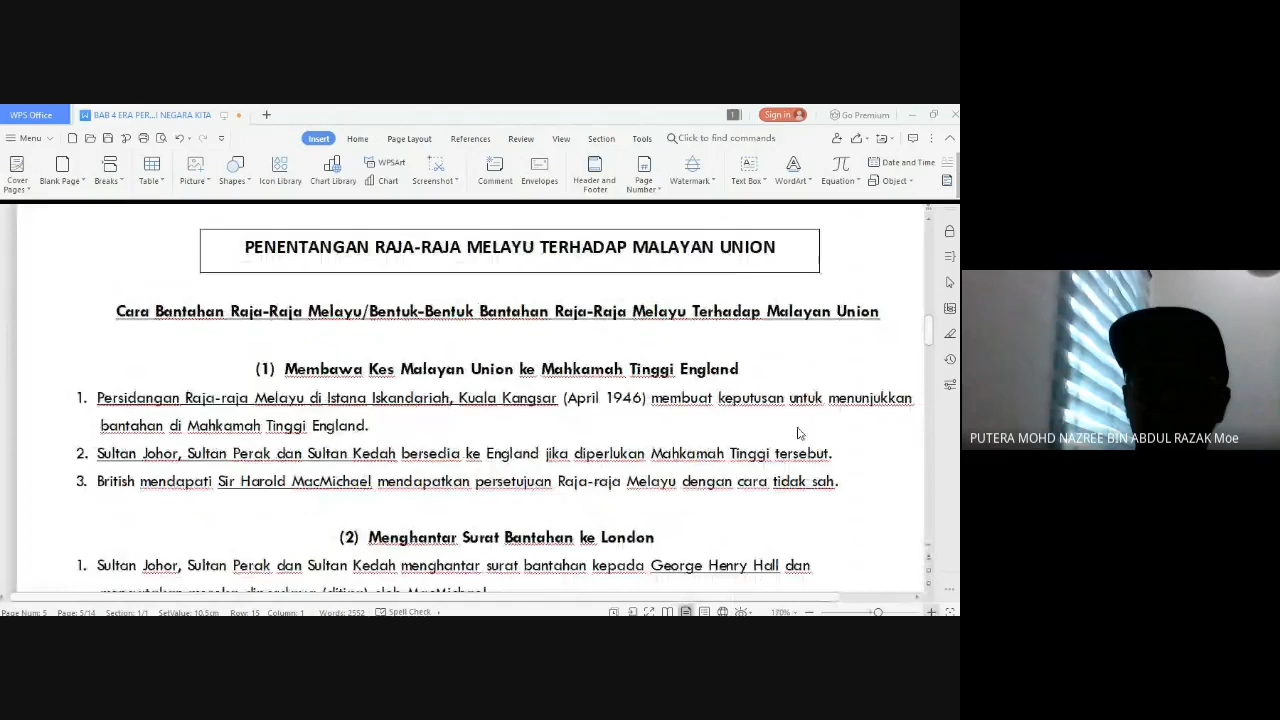 WPS Office
BAB 4 ERA PER...I NEGARA KITA
+
1
Sign in
Go Premium
Menu
Insert
Home
Page Layout
References
Review
View
Section
Tools
Click to find commands
Cover Pages
Blank Page
Breaks
Table
Picture
Shapes
Icon Library
Chart Library
WPSArt
Chart
Screenshot
Comment
Envelopes
Header and Footer
Page Number
Watermark
Text Box
WordArt
Equation
Date and Time
Object
PENENTANGAN RAJA-RAJA MELAYU TERHADAP MALAYAN UNION
Cara Bantahan Raja-Raja Melayu/Bentuk-Bentuk Bantahan Raja-Raja Melayu Terhadap Malayan Union
(1) Membawa Kes Malayan Union ke Mahkamah Tinggi England
1. Persidangan Raja-raja Melayu di Istana Iskandariah, Kuala Kangsar (April 1946) membuat keputusan untuk menunjukkan
bantahan di Mahkamah Tinggi England.
2. Sultan Johor, Sultan Perak dan Sultan Kedah bersedia ke England jika diperlukan Mahkamah Tinggi tersebut.
3. British mendapati Sir Harold MacMichael mendapatkan persetujuan Raja-raja Melayu dengan cara tidak sah.
(2) Menghantar Surat Bantahan ke London
1. Sultan Johor, Sultan Perak dan Sultan Kedah menghantar surat bantahan kepada George Henry Hall dan
Page Num: 5 Page: 5/14 Section: 1/1 SetValue: 10.5cm Row: 15 Column: 1 Words: 2552 Spell Check 170%
PUTERA MOHD NAZREE BIN ABDUL RAZAK Moe